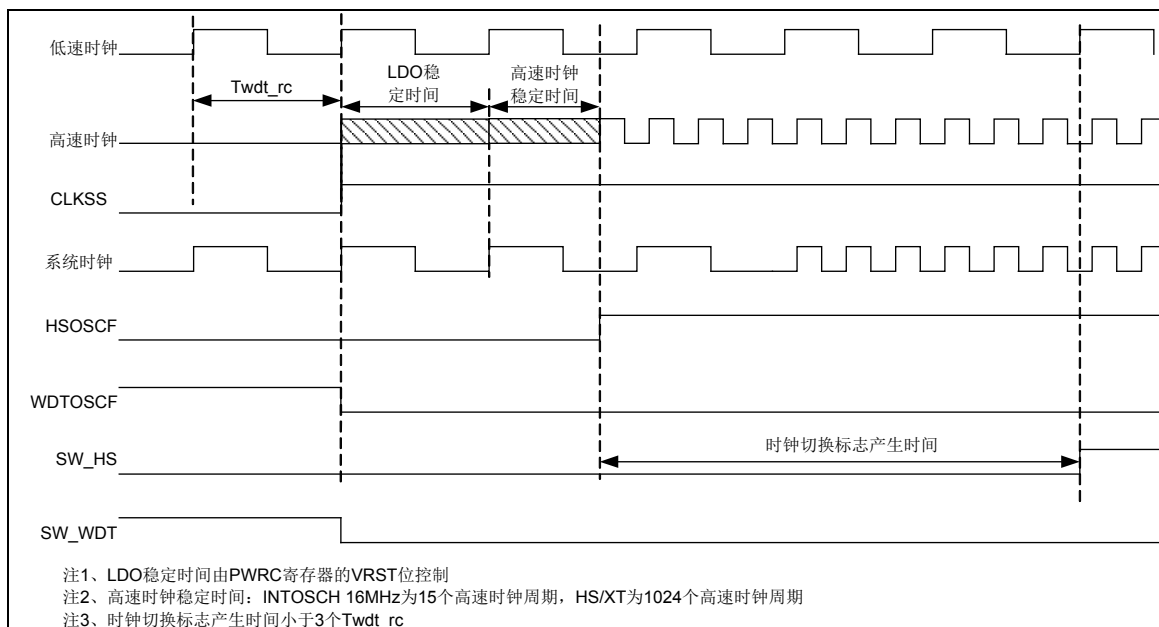 低速时钟
Twdt_rc
LDO稳
定时间
高速时钟
稳定时间
高速时钟
CLKSS
系统时钟
HSOSCF
WDTOSCF
SW_HS
时钟切换标志产生时间
SW_WDT
注1、LDO稳定时间由PWRC寄存器的VRST位控制
注2、高速时钟稳定时间：INTOSCH 16MHz为15个高速时钟周期，HS/XT为1024个高速时钟周期
注3、时钟切换标志产生时间小于3个Twdt_rc